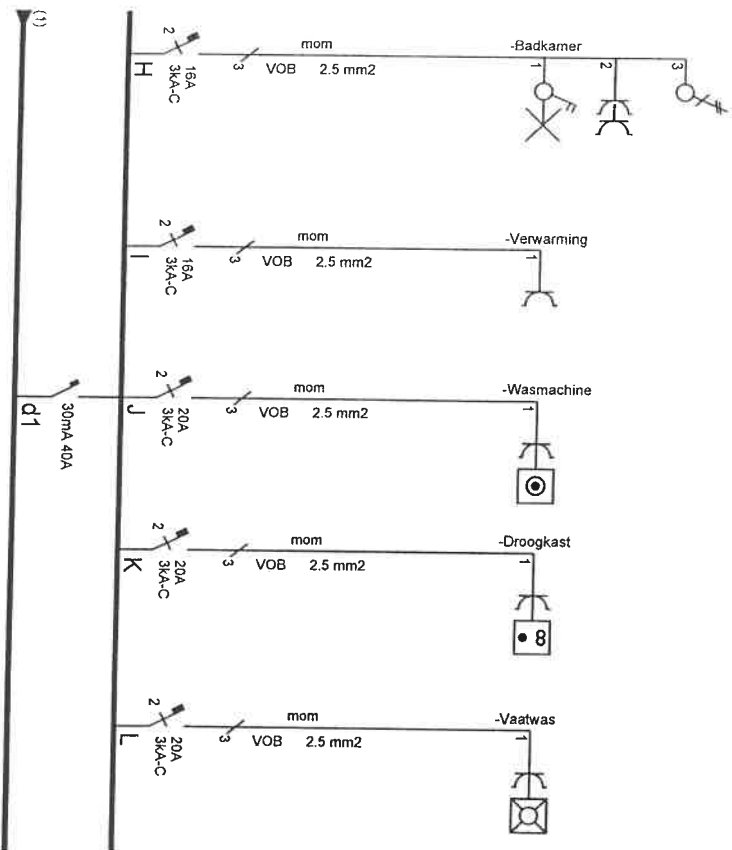 (1)
2
16A
3kA-C
H
3
mom
VOB 2.5 mm2
-Badkamer
1
2
3
2
16A
3kA-C
I
3
mom
VOB 2.5 mm2
-Verwarming
1
d1
30mA 40A
2
20A
3kA-C
J
3
mom
VOB 2.5 mm2
-Wasmachine
1
2
20A
3kA-C
K
3
mom
VOB 2.5 mm2
-Droogkast
1
8
2
20A
3kA-C
L
3
mom
VOB 2.5 mm2
-Vaatwas
1